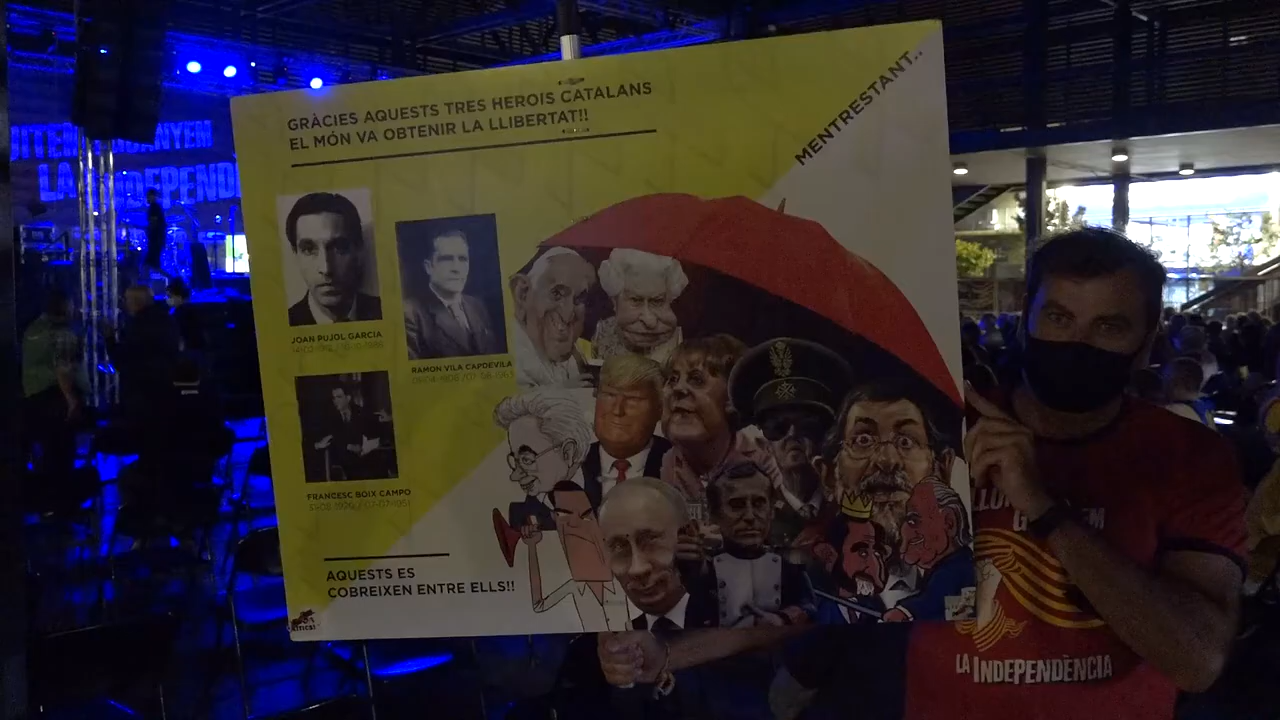 GRÀCIES AQUESTS TRES HEROIS CATALANS
EL MÓN VA OBTENIR LA LLIBERTAT!!
MENTRESTANT..
JOAN PUJOL GARCIA
RAMON VILA CAPDEVILA
FRANCESC BOIX CAMPO
AQUESTS ES
COBREIXEN ENTRE ELLS!!
LA INDEPEND
LA INDEPENDÈNCIA